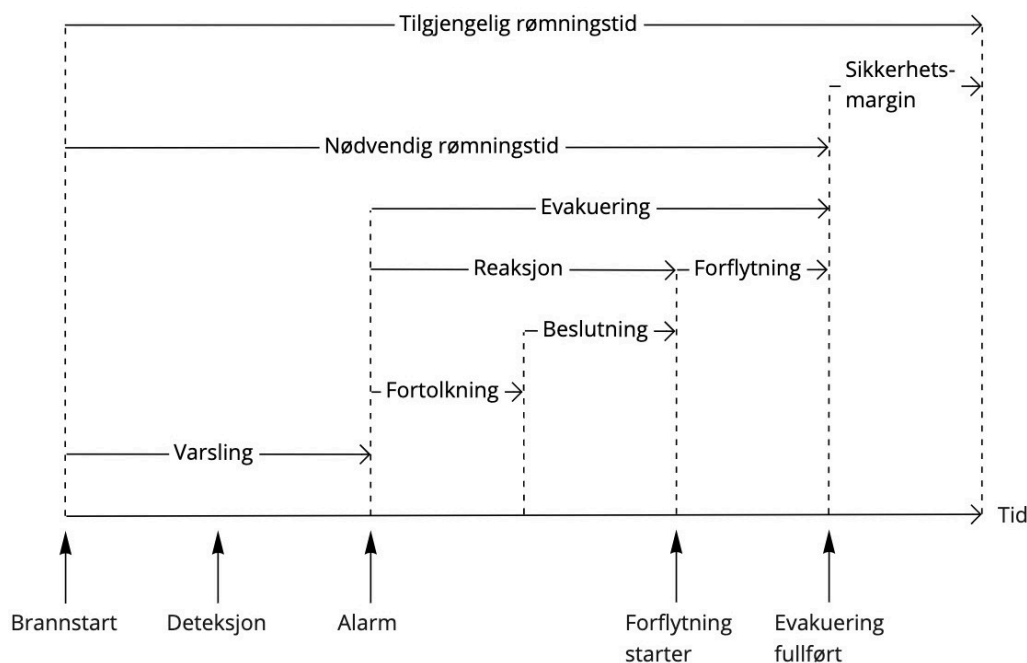 Tilgjengelig rømningstid
Sikkerhets-
margin
Nødvendig rømningstid
Evakuering
Reaksjon
Forflytning
Beslutning
Fortolkning
Varsling
Tid
Brannstart
Deteksjon
Alarm
Forflytning
starter
Evakuering
fullført